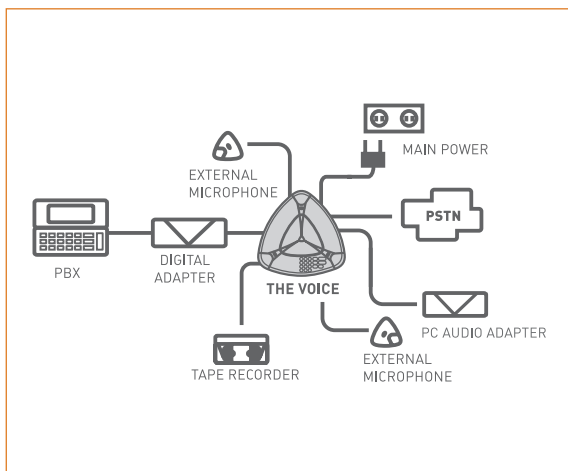 MAIN POWER
EXTERNAL
MICROPHONE
PSTN
PBX
DIGITAL
ADAPTER
THE VOICE
PC AUDIO ADAPTER
TAPE RECORDER
EXTERNAL
MICROPHONE